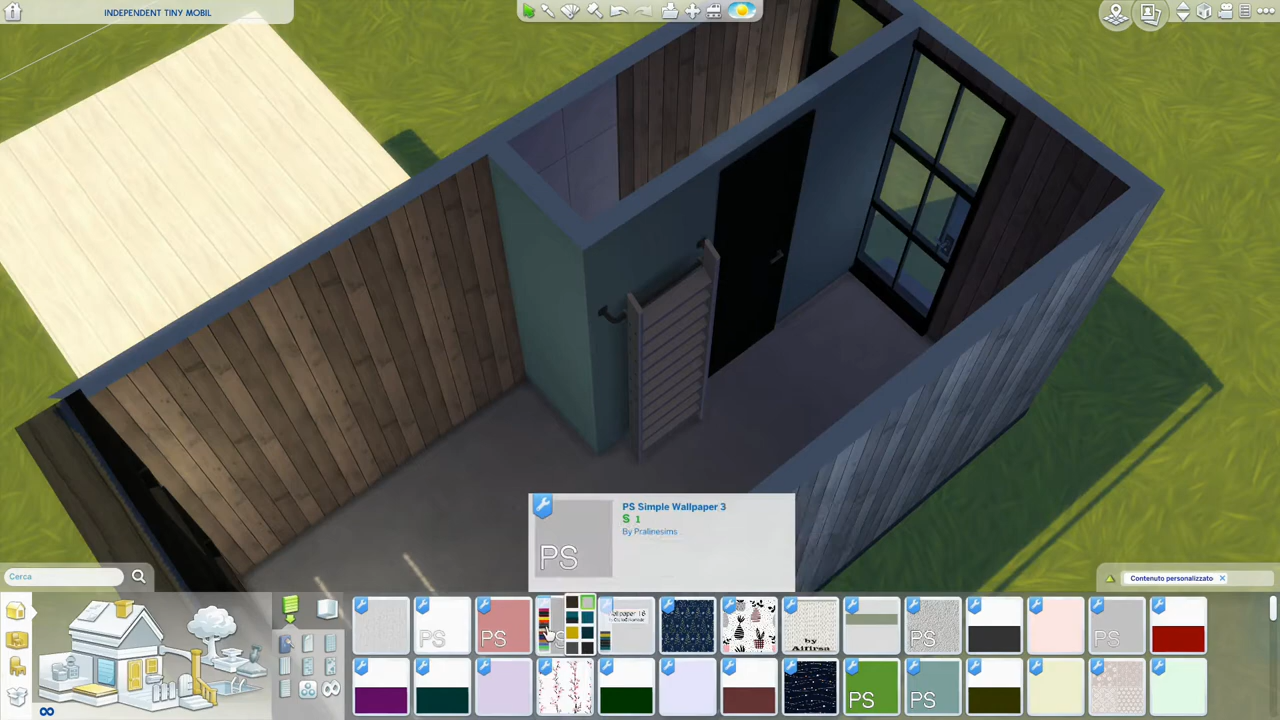 INDEPENDENT TINY MOBIL
PS Simple Wallpaper 3
§ 1
By Pralinesims
PS
Cerca
Contenuto personalizzato
PS
PS
by
PS
PS
PS
PS